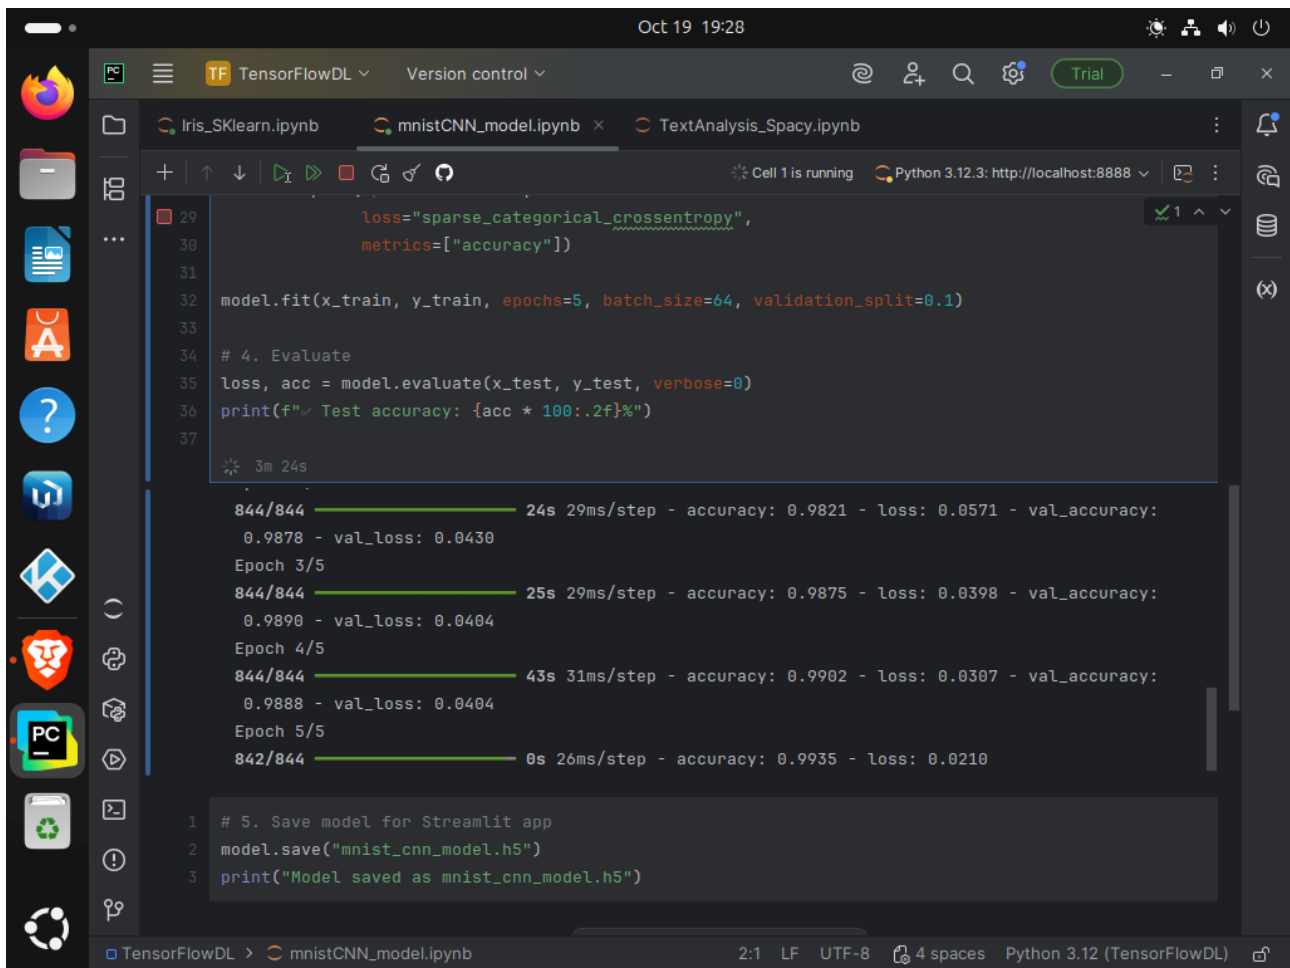 Oct 19 19:28
PC
TF TensorFlowDL
Version control
Trial
Iris_SKlearn.ipynb
mnistCNN_model.ipynb
TextAnalysis_Spacy.ipynb
Cell 1 is running
Python 3.12.3: http://localhost:8888
1
29 loss="sparse_categorical_crossentropy",
30 metrics=["accuracy"])
31
32 model.fit(x_train, y_train, epochs=5, batch_size=64, validation_split=0.1)
33
34 # 4. Evaluate
35 loss, acc = model.evaluate(x_test, y_test, verbose=0)
36 print(f"✅ Test accuracy: {acc * 100:.2f}%")
37
3m 24s
844/844 ━━━━━━━━━━━━━━━━━━━━ 24s 29ms/step - accuracy: 0.9821 - loss: 0.0571 - val_accuracy:
0.9878 - val_loss: 0.0430
Epoch 3/5
844/844 ━━━━━━━━━━━━━━━━━━━━ 25s 29ms/step - accuracy: 0.9875 - loss: 0.0398 - val_accuracy:
0.9890 - val_loss: 0.0404
Epoch 4/5
844/844 ━━━━━━━━━━━━━━━━━━━━ 43s 31ms/step - accuracy: 0.9902 - loss: 0.0307 - val_accuracy:
0.9888 - val_loss: 0.0404
Epoch 5/5
842/844 ━━━━━━━━━━━━━━━━━━━━ 0s 26ms/step - accuracy: 0.9935 - loss: 0.0210
1 # 5. Save model for Streamlit app
2 model.save("mnist_cnn_model.h5")
3 print("Model saved as mnist_cnn_model.h5")
PC
TensorFlowDL > mnistCNN_model.ipynb
2:1 LF UTF-8 4 spaces Python 3.12 (TensorFlowDL)